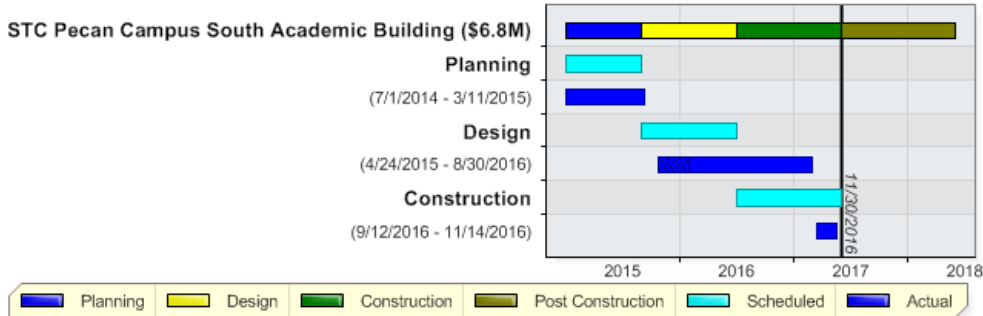 STC Pecan Campus South Academic Building ($6.8M)
Planning
(7/1/2014 - 3/11/2015)
Design
(4/24/2015 - 8/30/2016)
Construction
(9/12/2016 - 11/14/2016)
11/30/2016
2015 2016 2017 2018
Planning Design Construction Post Construction Scheduled Actual